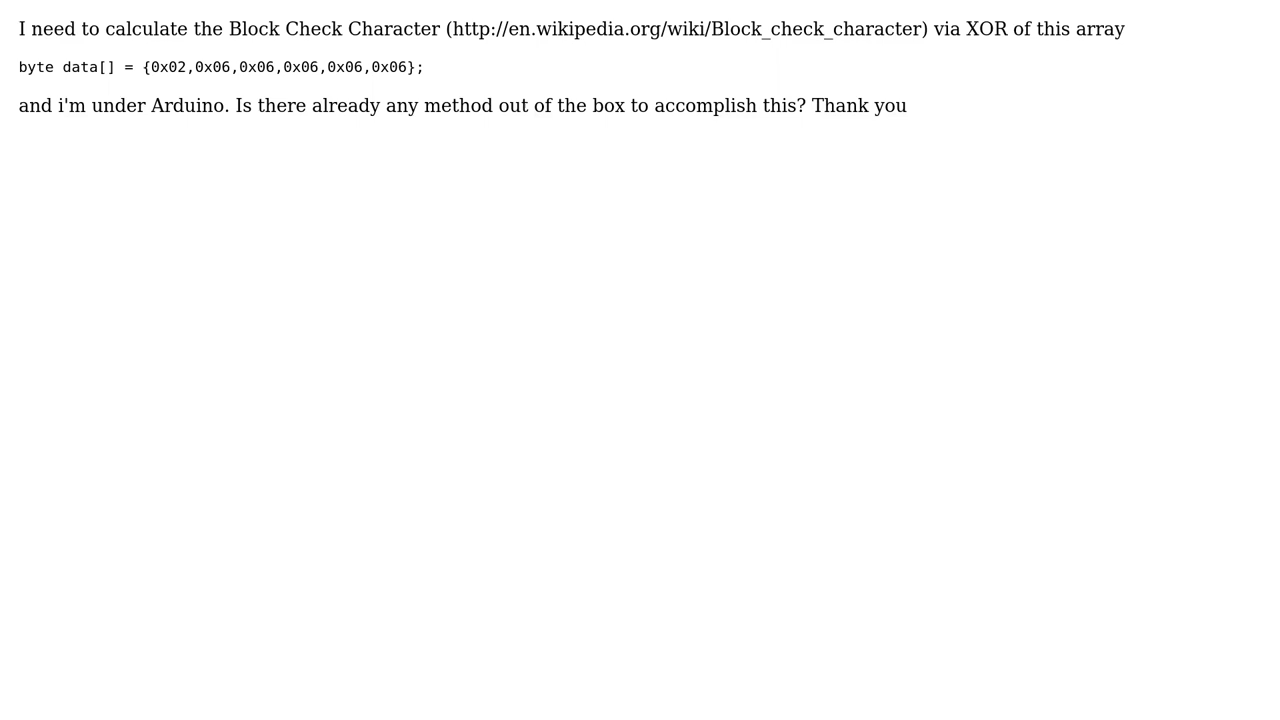 I need to calculate the Block Check Character (http://en.wikipedia.org/wiki/Block_check_character) via XOR of this array
byte data[] = {0x02,0x06,0x06,0x06,0x06,0x06};
and i'm under Arduino. Is there already any method out of the box to accomplish this? Thank you